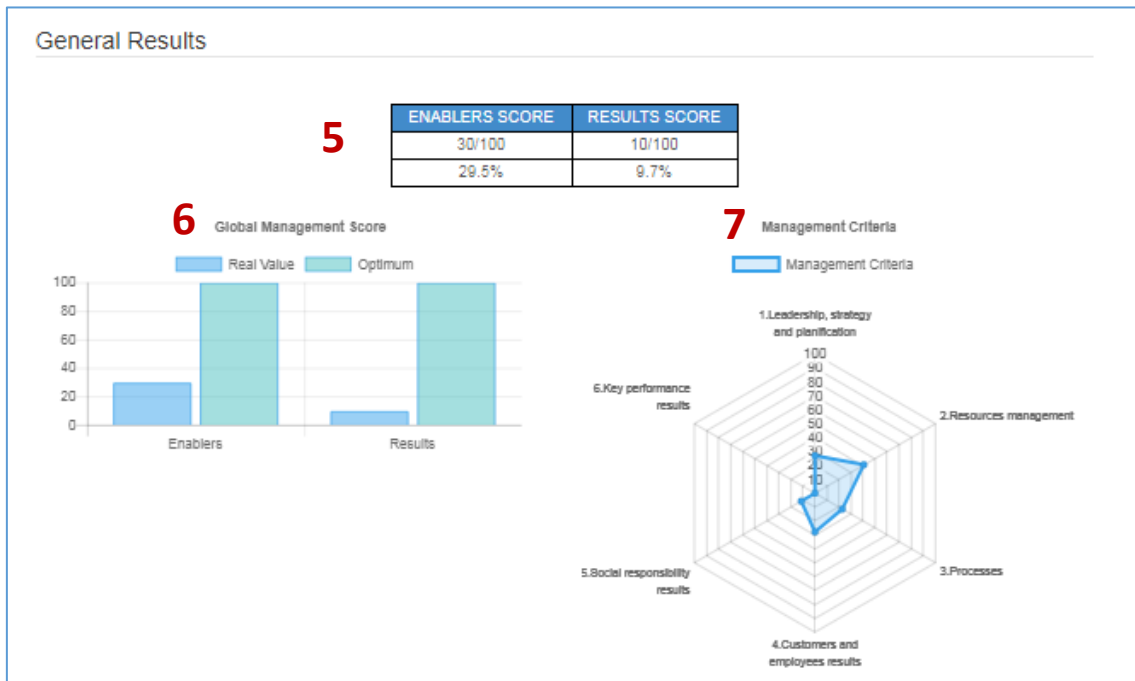 General Results
5
ENABLERS SCORE RESULTS SCORE
30/100 10/100
29.5% 9.7%
6 Global Management Score
Real Value Optimum
100
80
60
40
20
0
Enablers Results
7 Management Criteria
Management Criteria
1.Leadership, strategy
and planification
100
90
80
70
60
50
40
30
20
10
6.Key performance
results
2.Resources management
5.Social responsibility
results
3.Processes
4.Customers and
employees results